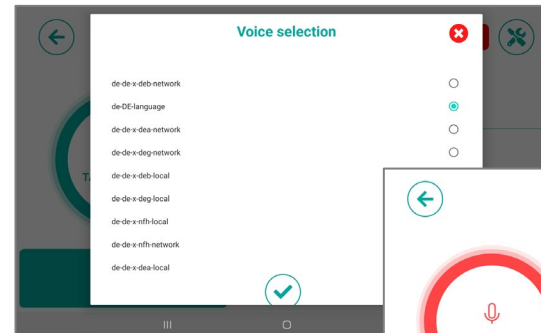 Voice selection
de-de-x-deb-network
de-DE-language
de-de-x-dea-network
de-de-x-deg-network
de-de-x-deb-local
de-de-x-deg-local
de-de-x-nfh-local
de-de-x-nfh-network
de-de-x-dea-local